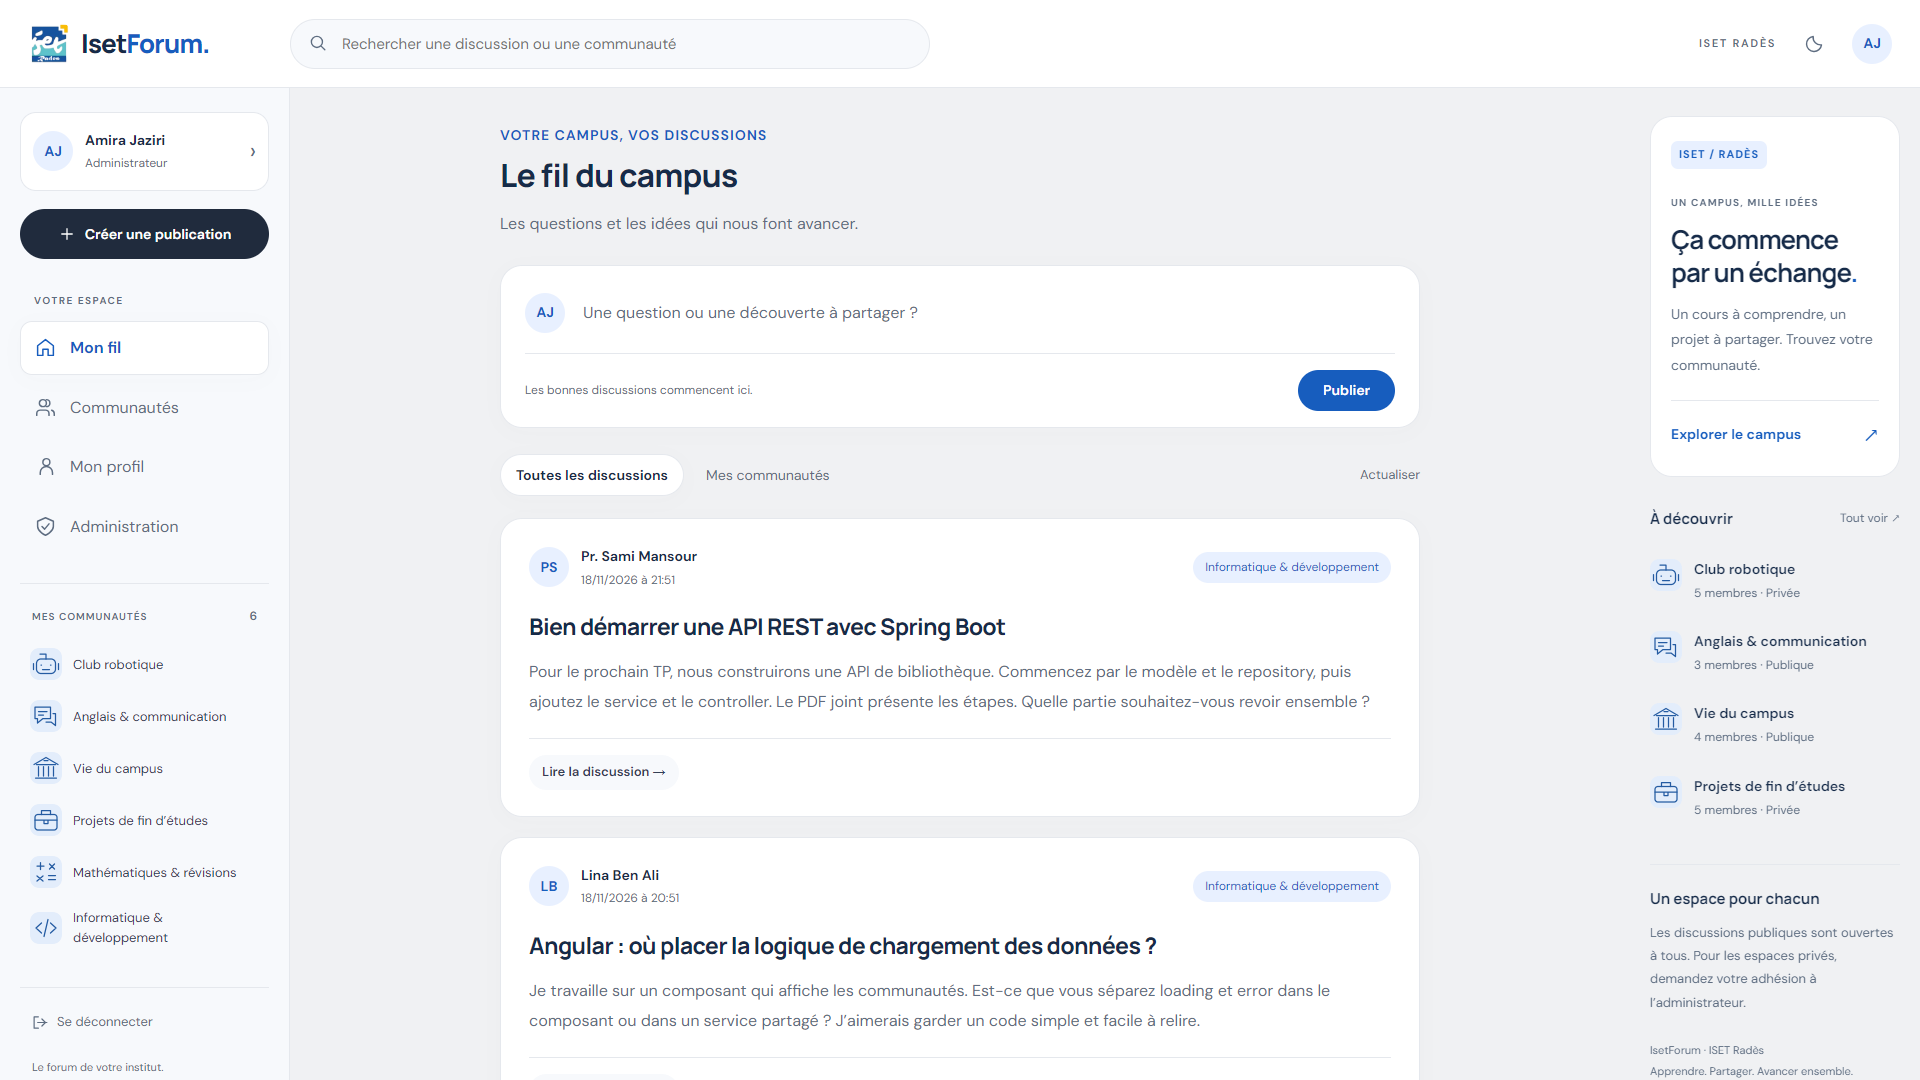 IsetForum.
Rechercher une discussion ou une communauté
ISET RADÈS
AJ
AJ
Amira Jaziri
Administrateur
Créer une publication
VOTRE ESPACE
Mon fil
Communautés
Mon profil
Administration
MES COMMUNAUTÉS
6
Club robotique
Anglais & communication
Vie du campus
Projets de fin d’études
Mathématiques & révisions
Informatique &
développement
Se déconnecter
Le forum de votre institut.
VOTRE CAMPUS, VOS DISCUSSIONS
Le fil du campus
Les questions et les idées qui nous font avancer.
AJ
Une question ou une découverte à partager ?
Les bonnes discussions commencent ici.
Publier
Toutes les discussions
Mes communautés
Actualiser
PS
Pr. Sami Mansour
18/11/2026 à 21:51
Informatique & développement
Bien démarrer une API REST avec Spring Boot
Pour le prochain TP, nous construirons une API de bibliothèque. Commencez par le modèle et le repository, puis
ajoutez le service et le controller. Le PDF joint présente les étapes. Quelle partie souhaitez-vous revoir ensemble ?
Lire la discussion →
LB
Lina Ben Ali
18/11/2026 à 20:51
Informatique & développement
Angular : où placer la logique de chargement des données ?
Je travaille sur un composant qui affiche les communautés. Est-ce que vous séparez loading et error dans le
composant ou dans un service partagé ? J’aimerais garder un code simple et facile à relire.
ISET / RADÈS
UN CAMPUS, MILLE IDÉES
Ça commence
par un échange.
Un cours à comprendre, un
projet à partager. Trouvez votre
communauté.
Explorer le campus ↗
À découvrir
Tout voir ↗
Club robotique
5 membres · Privée
Anglais & communication
3 membres · Publique
Vie du campus
4 membres · Publique
Projets de fin d’études
5 membres · Privée
Un espace pour chacun
Les discussions publiques sont ouvertes
à tous. Pour les espaces privés,
demandez votre adhésion à
l’administrateur.
IsetForum · ISET Radès
Apprendre. Partager. Avancer ensemble.